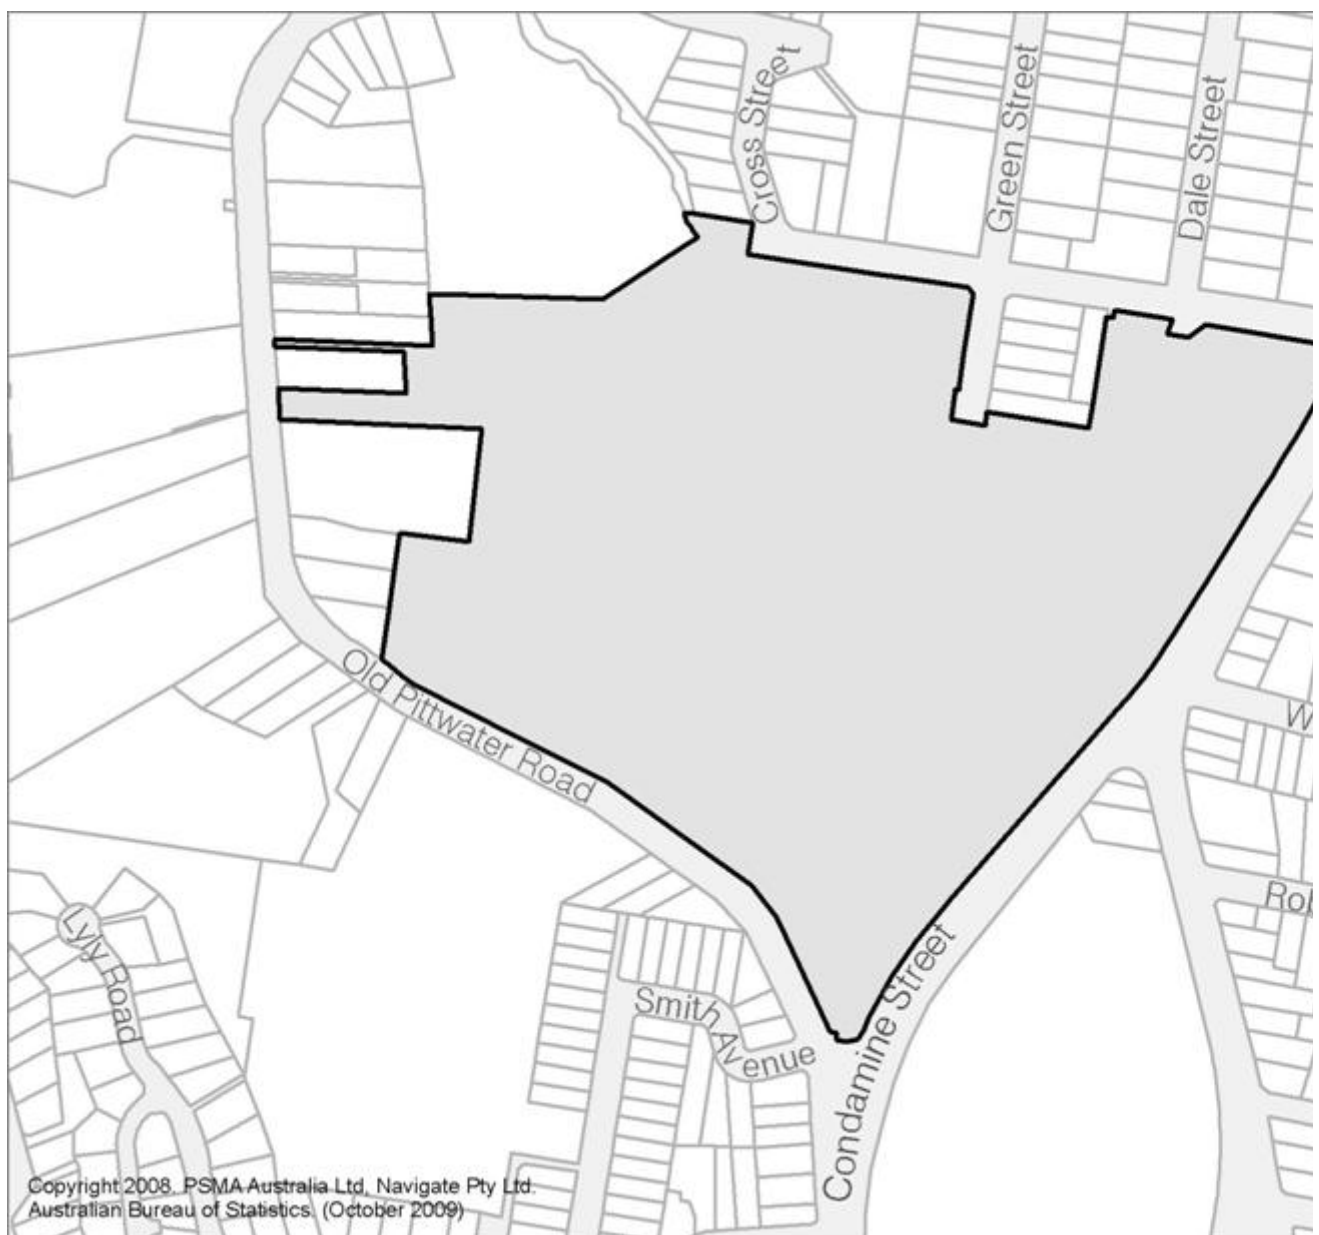 Cross Street
Green Street
Dale Street
Old Pittwater Road
W
Rob
Lyly Road
Smith Avenue
Condamine Street
Copyright 2008. PSMA Australia Ltd, Navigate Pty Ltd.
Australian Bureau of Statistics. (October 2009)